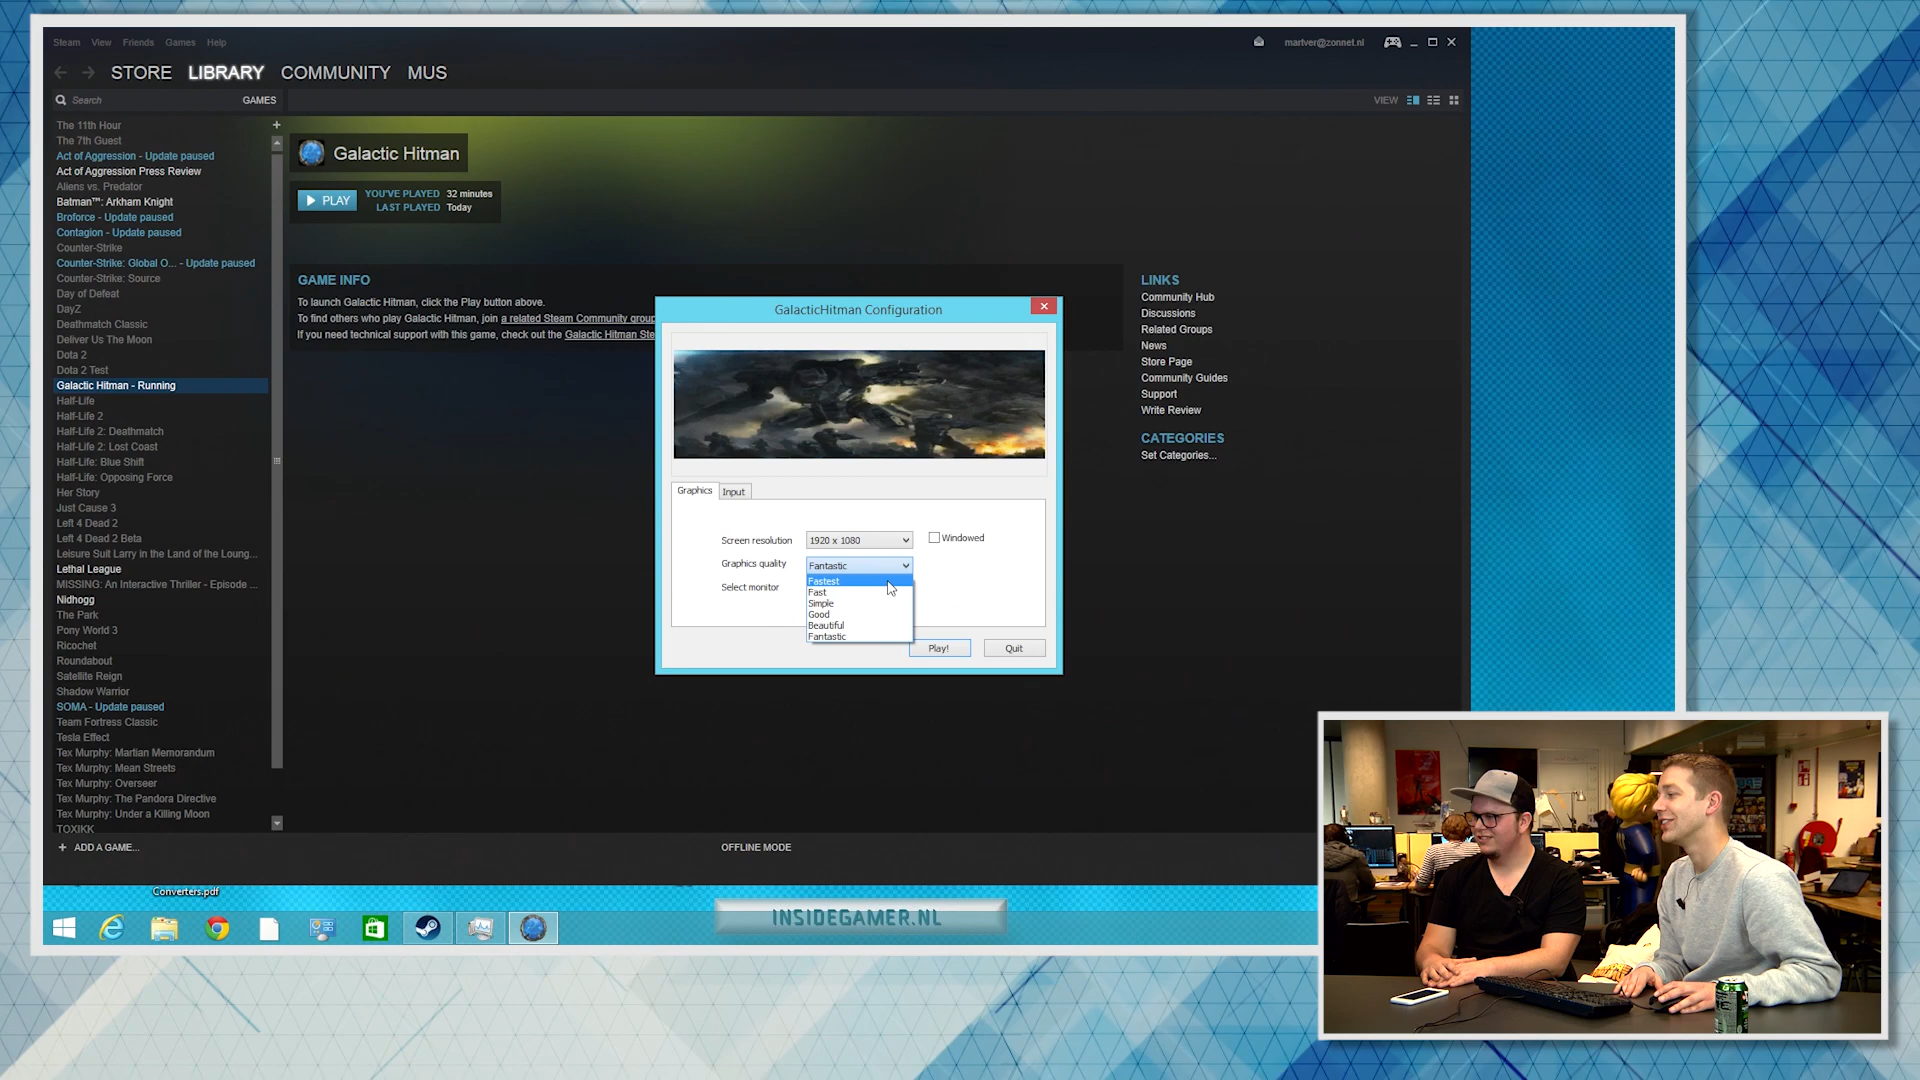 Steam View Friends Games Help
martver@zonnet.nl
STORE LIBRARY COMMUNITY MUS
Search GAMES
VIEW
The 11th Hour
The 7th Guest
Act of Aggression - Update paused
Act of Aggression Press Review
Aliens vs. Predator
Batman™: Arkham Knight
Broforce - Update paused
Contagion - Update paused
Counter-Strike
Counter-Strike: Global O... - Update paused
Counter-Strike: Source
Day of Defeat
DayZ
Deathmatch Classic
Deliver Us The Moon
Dota 2
Dota 2 Test
Galactic Hitman - Running
Half-Life
Half-Life 2
Half-Life 2: Deathmatch
Half-Life 2: Lost Coast
Half-Life: Blue Shift
Half-Life: Opposing Force
Her Story
Just Cause 3
Left 4 Dead 2
Left 4 Dead 2 Beta
Leisure Suit Larry in the Land of the Loung...
Lethal League
MISSING: An Interactive Thriller - Episode ...
Nidhogg
The Park
Pony World 3
Ricochet
Roundabout
Satellite Reign
Shadow Warrior
SOMA - Update paused
Team Fortress Classic
Tesla Effect
Tex Murphy: Martian Memorandum
Tex Murphy: Mean Streets
Tex Murphy: Overseer
Tex Murphy: The Pandora Directive
Tex Murphy: Under a Killing Moon
TOXIKK
+ ADD A GAME...
Galactic Hitman
PLAY
YOU'VE PLAYED 32 minutes
LAST PLAYED Today
GAME INFO
To launch Galactic Hitman, click the Play button above.
To find others who play Galactic Hitman, join a related Steam Community group
If you need technical support with this game, check out the Galactic Hitman Ste
LINKS
Community Hub
Discussions
Related Groups
News
Store Page
Community Guides
Support
Write Review
CATEGORIES
Set Categories...
GalacticHitman Configuration
Graphics Input
Screen resolution 1920 x 1080 Windowed
Graphics quality Fantastic
Select monitor
Fastest
Fast
Simple
Good
Beautiful
Fantastic
Play! Quit
OFFLINE MODE
Converters.pdf
INSIDEGAMER.NL